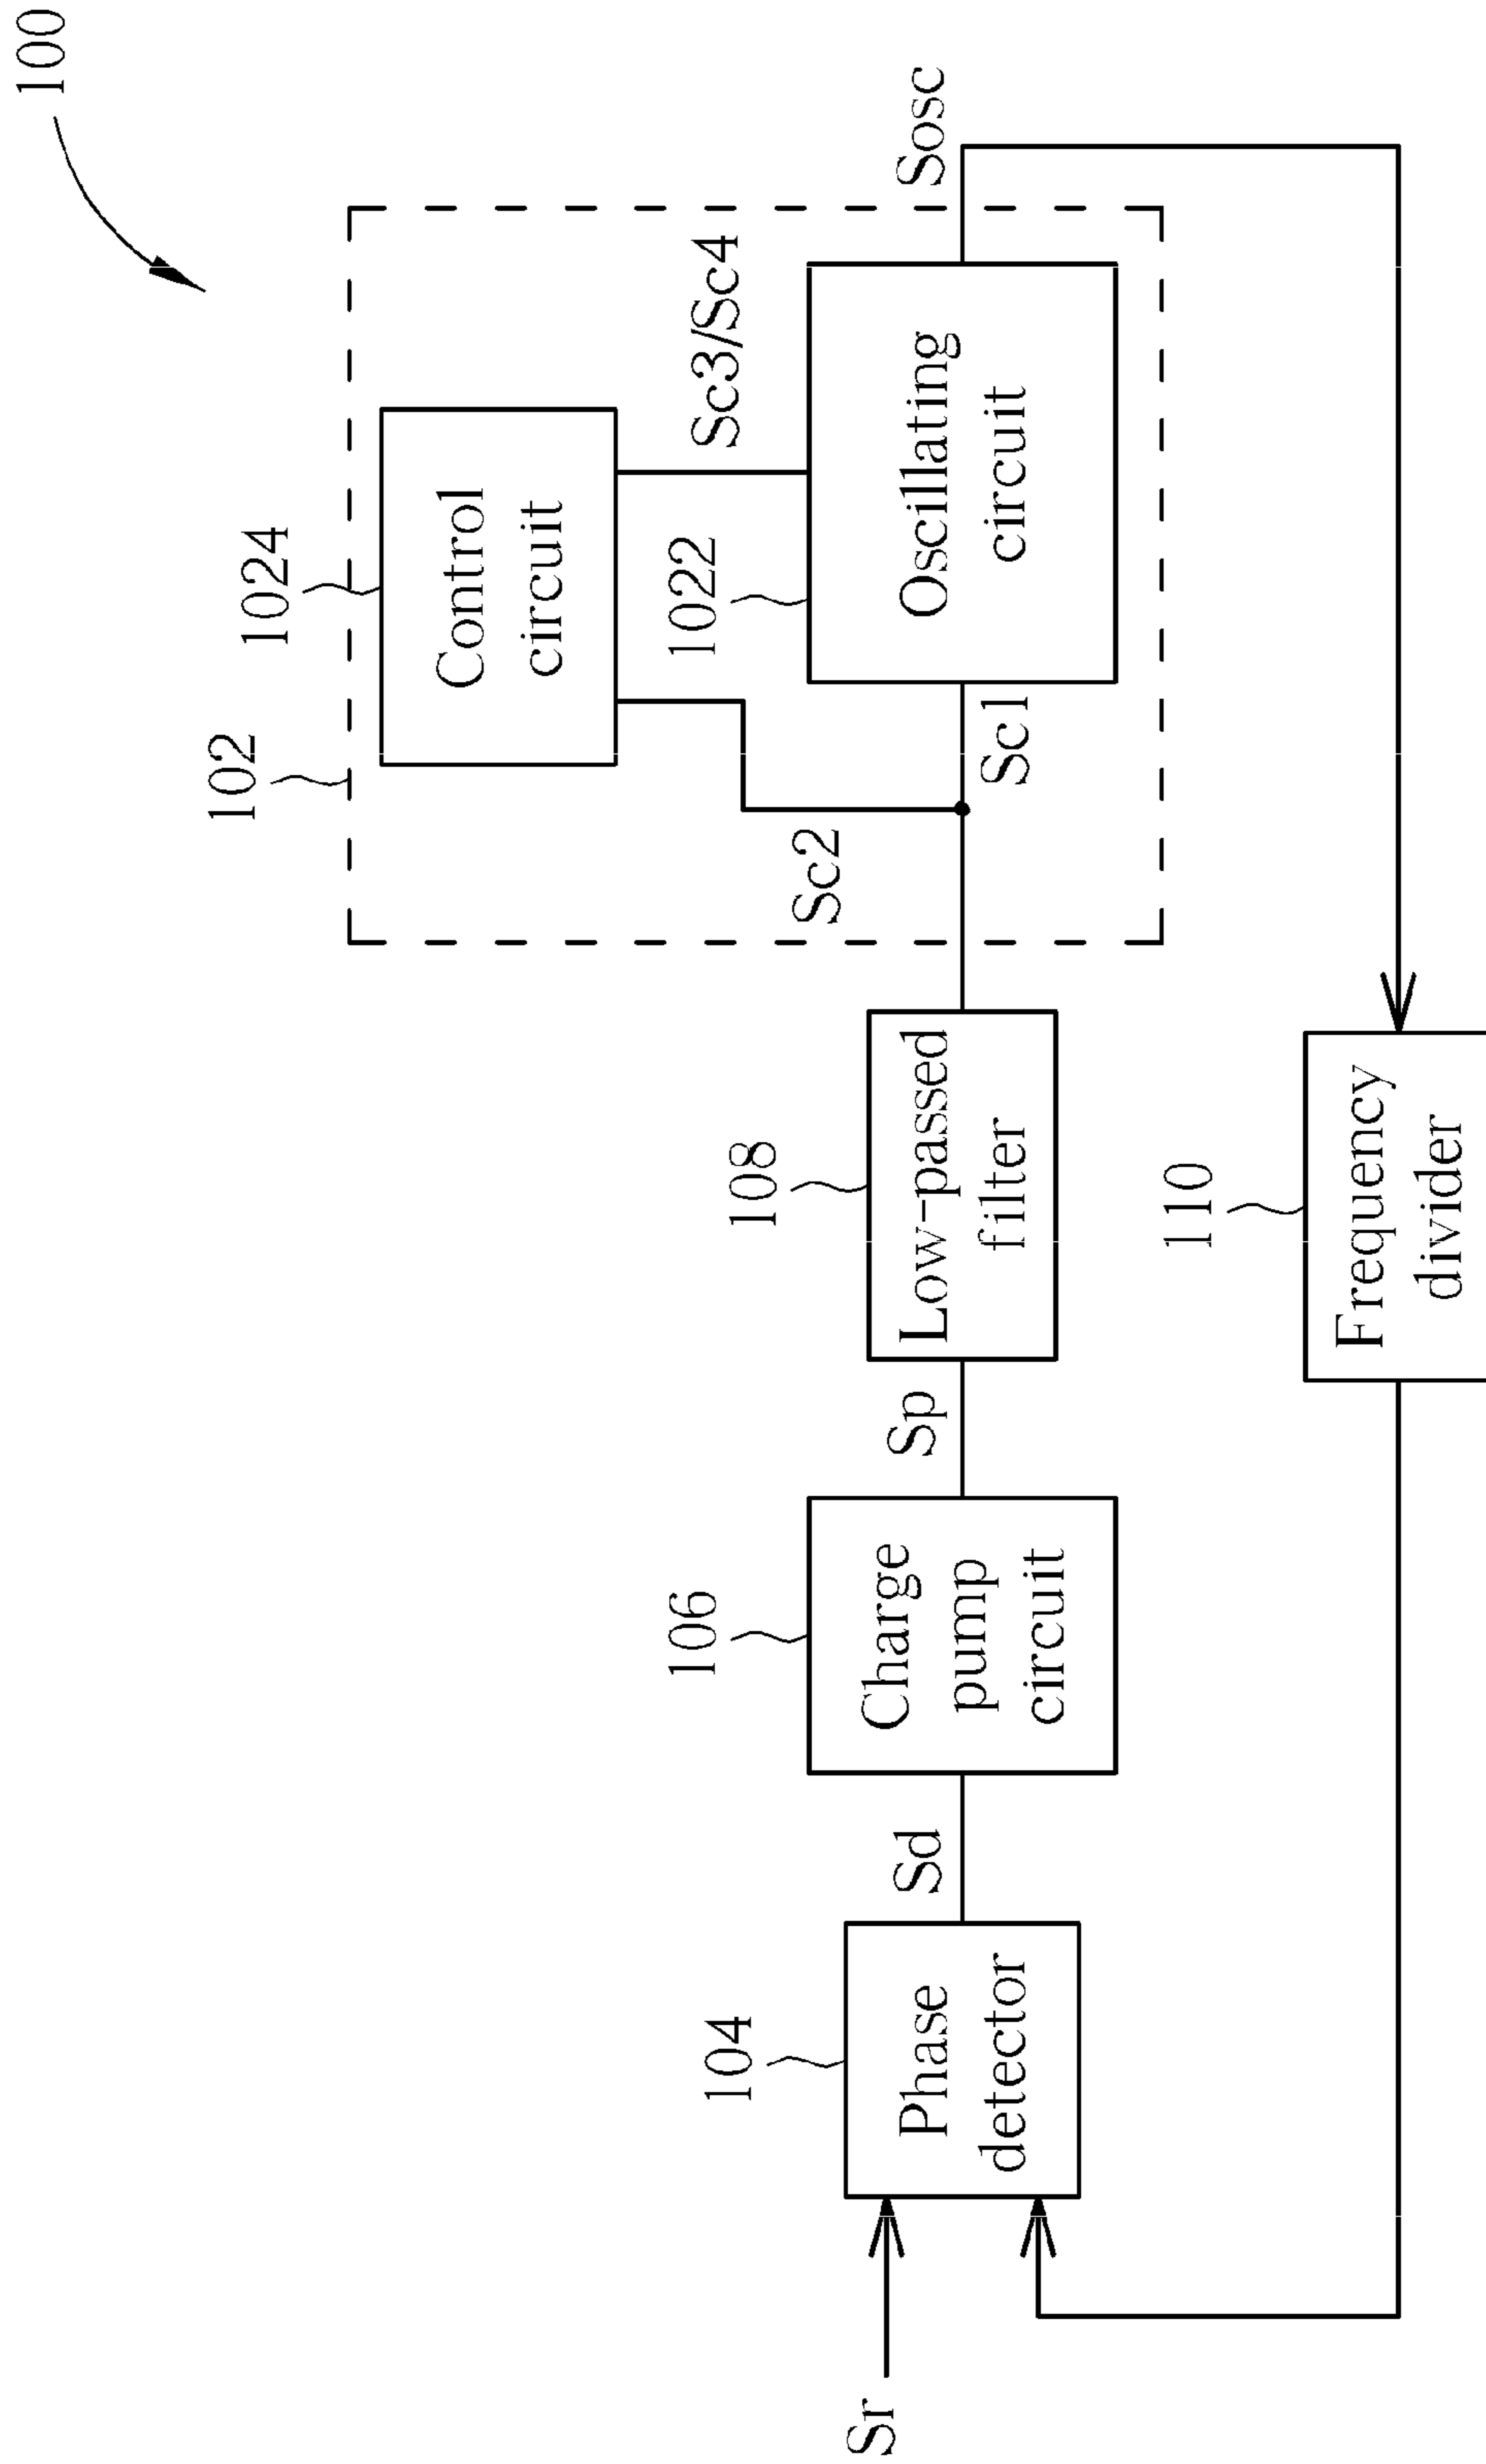 100
102
1024
Control
circuit
Sc3/Sc4
1022
Oscillating
circuit
Sosc
Sc2
Sc1
108
Low-passed
filter
Sp
106
Charge
pump
circuit
Sd
104
Phase
detector
Sr
110
Frequency
divider